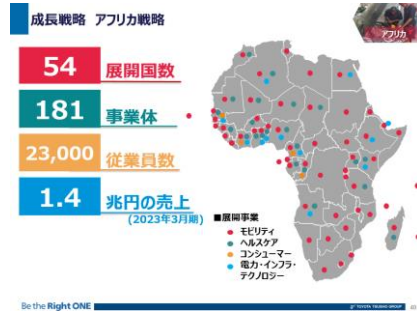 成長戦略 アフリカ戦略
アフリカ
54 展開国数
181 事業体
23,000 従業員数
1.4 兆円の売上
(2023年3月期)
■展開事業
モビリティ
ヘルスケア
コンシューマー
電力・インフラ・
テクノロジー
Be the Right ONE
TOYOTA TSUSHO GROUP